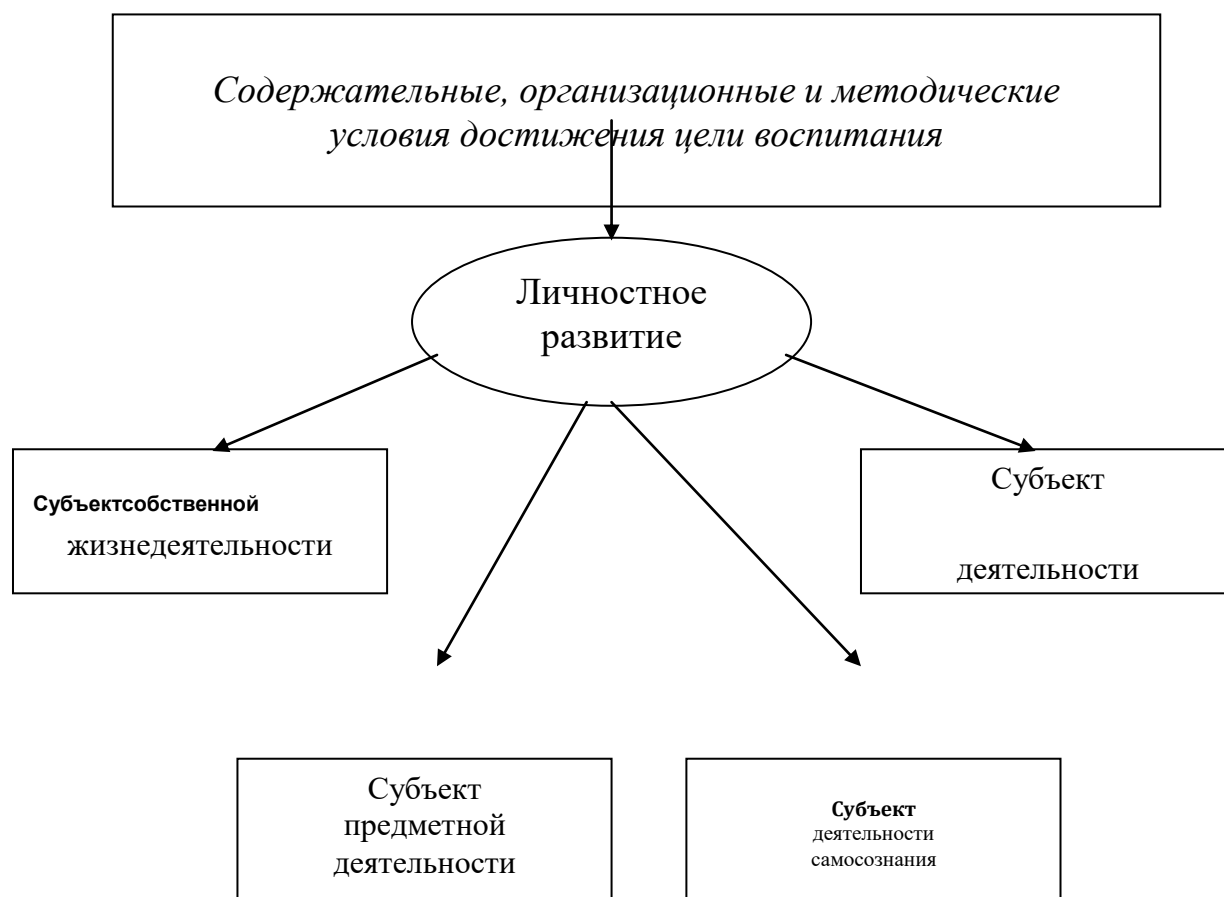 Содержательные, организационные и методические
условия достижения цели воспитания
Личностное
развитие
Субъектсобственной
жизнедеятельности
Субъект
деятельности
Субъект
предметной
деятельности
Субъект
деятельности
самосознания